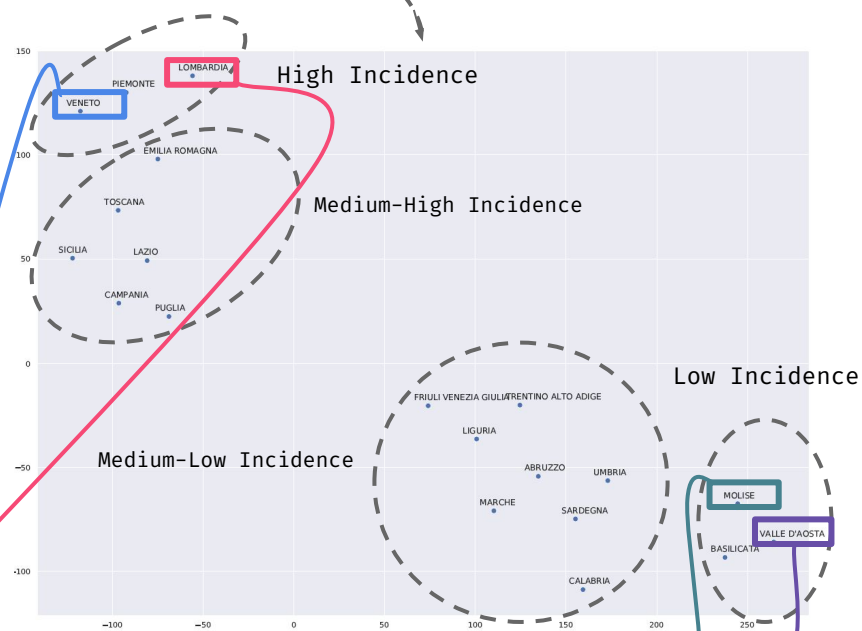 150
LOMBARDIA
High Incidence
PIEMONTE
VENETO
100
EMILIA ROMAGNA
TOSCANA
Medium-High Incidence
SICILIA
LAZIO
50
CAMPANIA
PUGLIA
0
Low Incidence
FRIULI VENEZIA GIULIA
TRENTINO ALTO ADIGE
LIGURIA
Medium-Low Incidence
-50
ABRUZZO
UMBRIA
MOLISE
MARCHE
SARDEGNA
VALLE D'AOSTA
BASILICATA
-100
CALABRIA
-100 -50 0 50 100 150 200 250